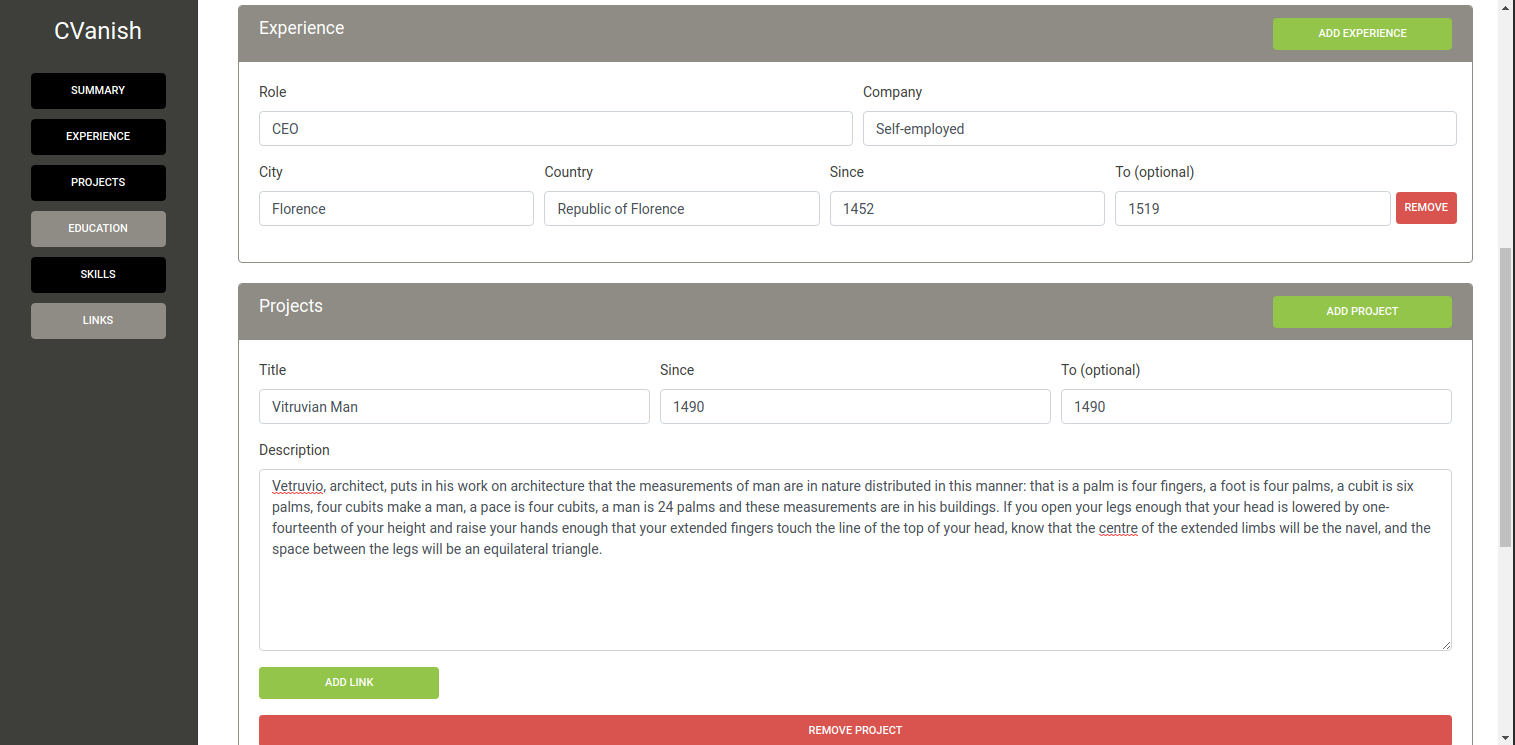 CVanish
SUMMARY
EXPERIENCE
PROJECTS
EDUCATION
SKILLS
LINKS
Experience
ADD EXPERIENCE
Role
Company
CEO
Self-employed
City
Country
Since
To (optional)
Florence
Republic of Florence
1452
1519
REMOVE
Projects
ADD PROJECT
Title
Since
To (optional)
Vitruvian Man
1490
1490
Description
Vetruvio, architect, puts in his work on architecture that the measurements of man are in nature distributed in this manner: that is a palm is four fingers, a foot is four palms, a cubit is six
palms, four cubits make a man, a pace is four cubits, a man is 24 palms and these measurements are in his buildings. If you open your legs enough that your head is lowered by one-
fourteenth of your height and raise your hands enough that your extended fingers touch the line of the top of your head, know that the centre of the extended limbs will be the navel, and the
space between the legs will be an equilateral triangle.
ADD LINK
REMOVE PROJECT